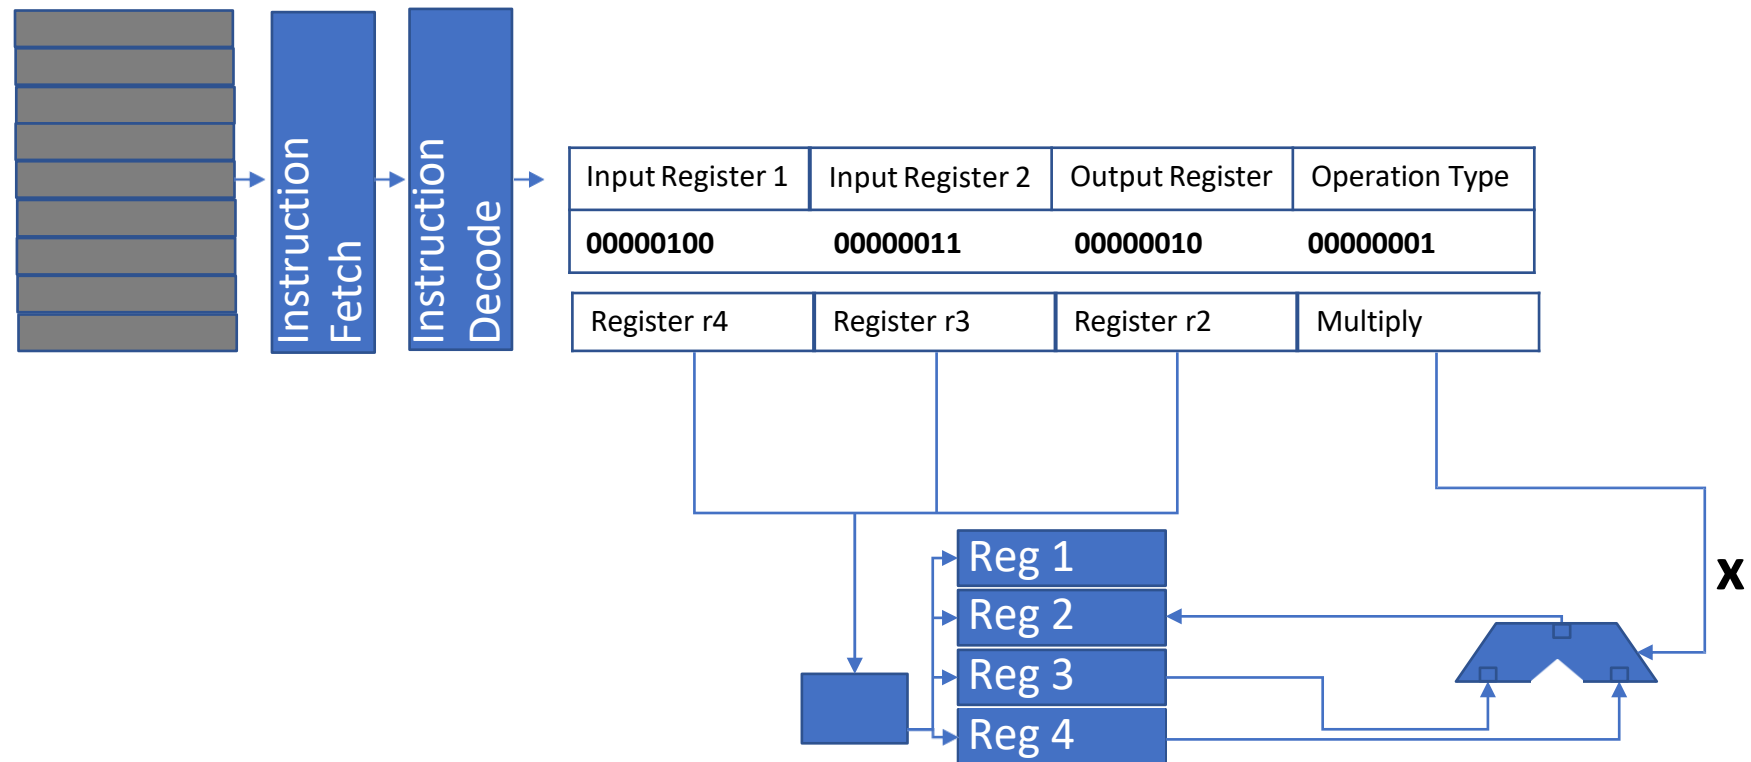 Instruction
Fetch
Instruction
Decode
Input Register 1 Input Register 2 Output Register Operation Type
00000100 00000011 00000010 00000001
Register r4 Register r3 Register r2 Multiply
Reg 1
Reg 2
Reg 3
Reg 4
X